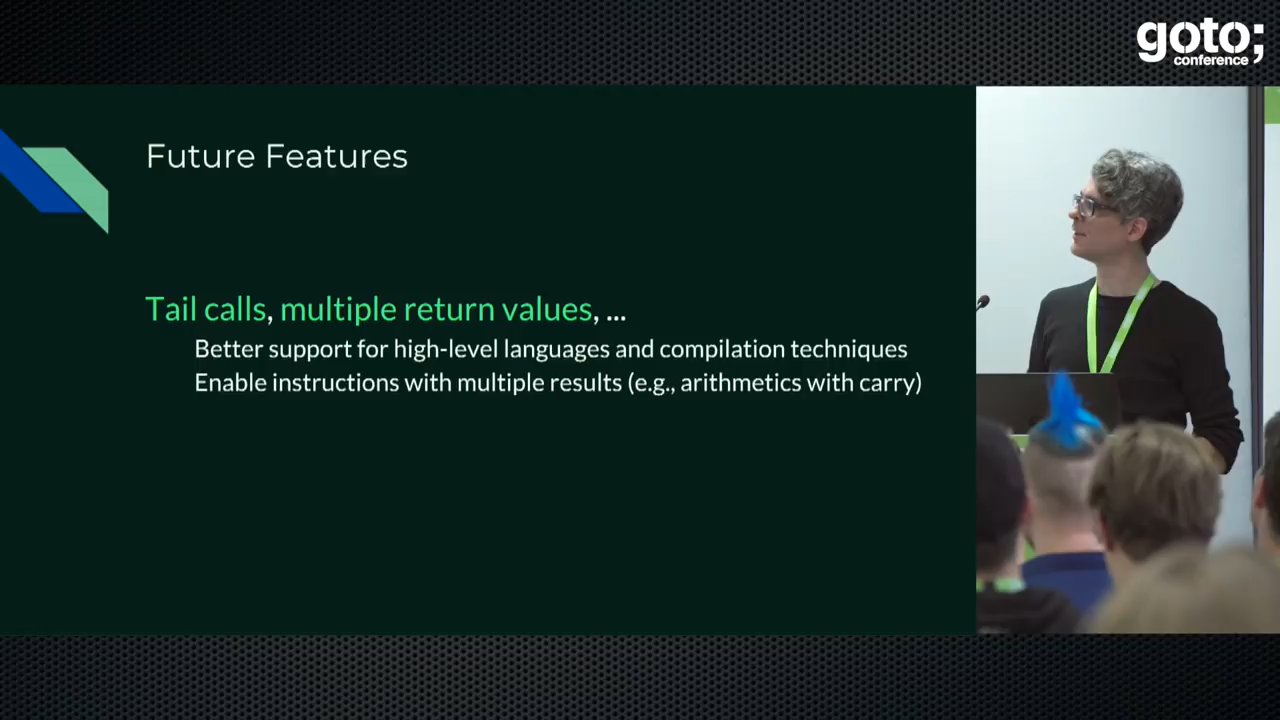 goto;
conference
Future Features
Tail calls, multiple return values, ...
Better support for high-level languages and compilation techniques
Enable instructions with multiple results (e.g., arithmetics with carry)